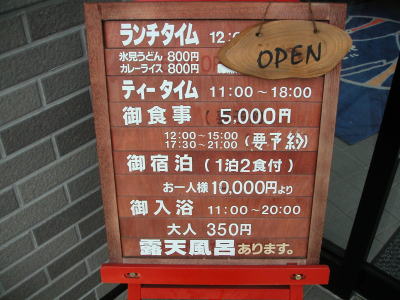 ランチタイム 12:
OPEN
氷見うどん 800円
カレーライス 800円
ティータイム 11:00～18:00
御食事 5,000円
12:00～15:00
17:30～21:00 (要予約)
御宿泊 (1泊2食付)
お一人様 10,000円より
御入浴 11:00～20:00
大人 350円
露天風呂あります。